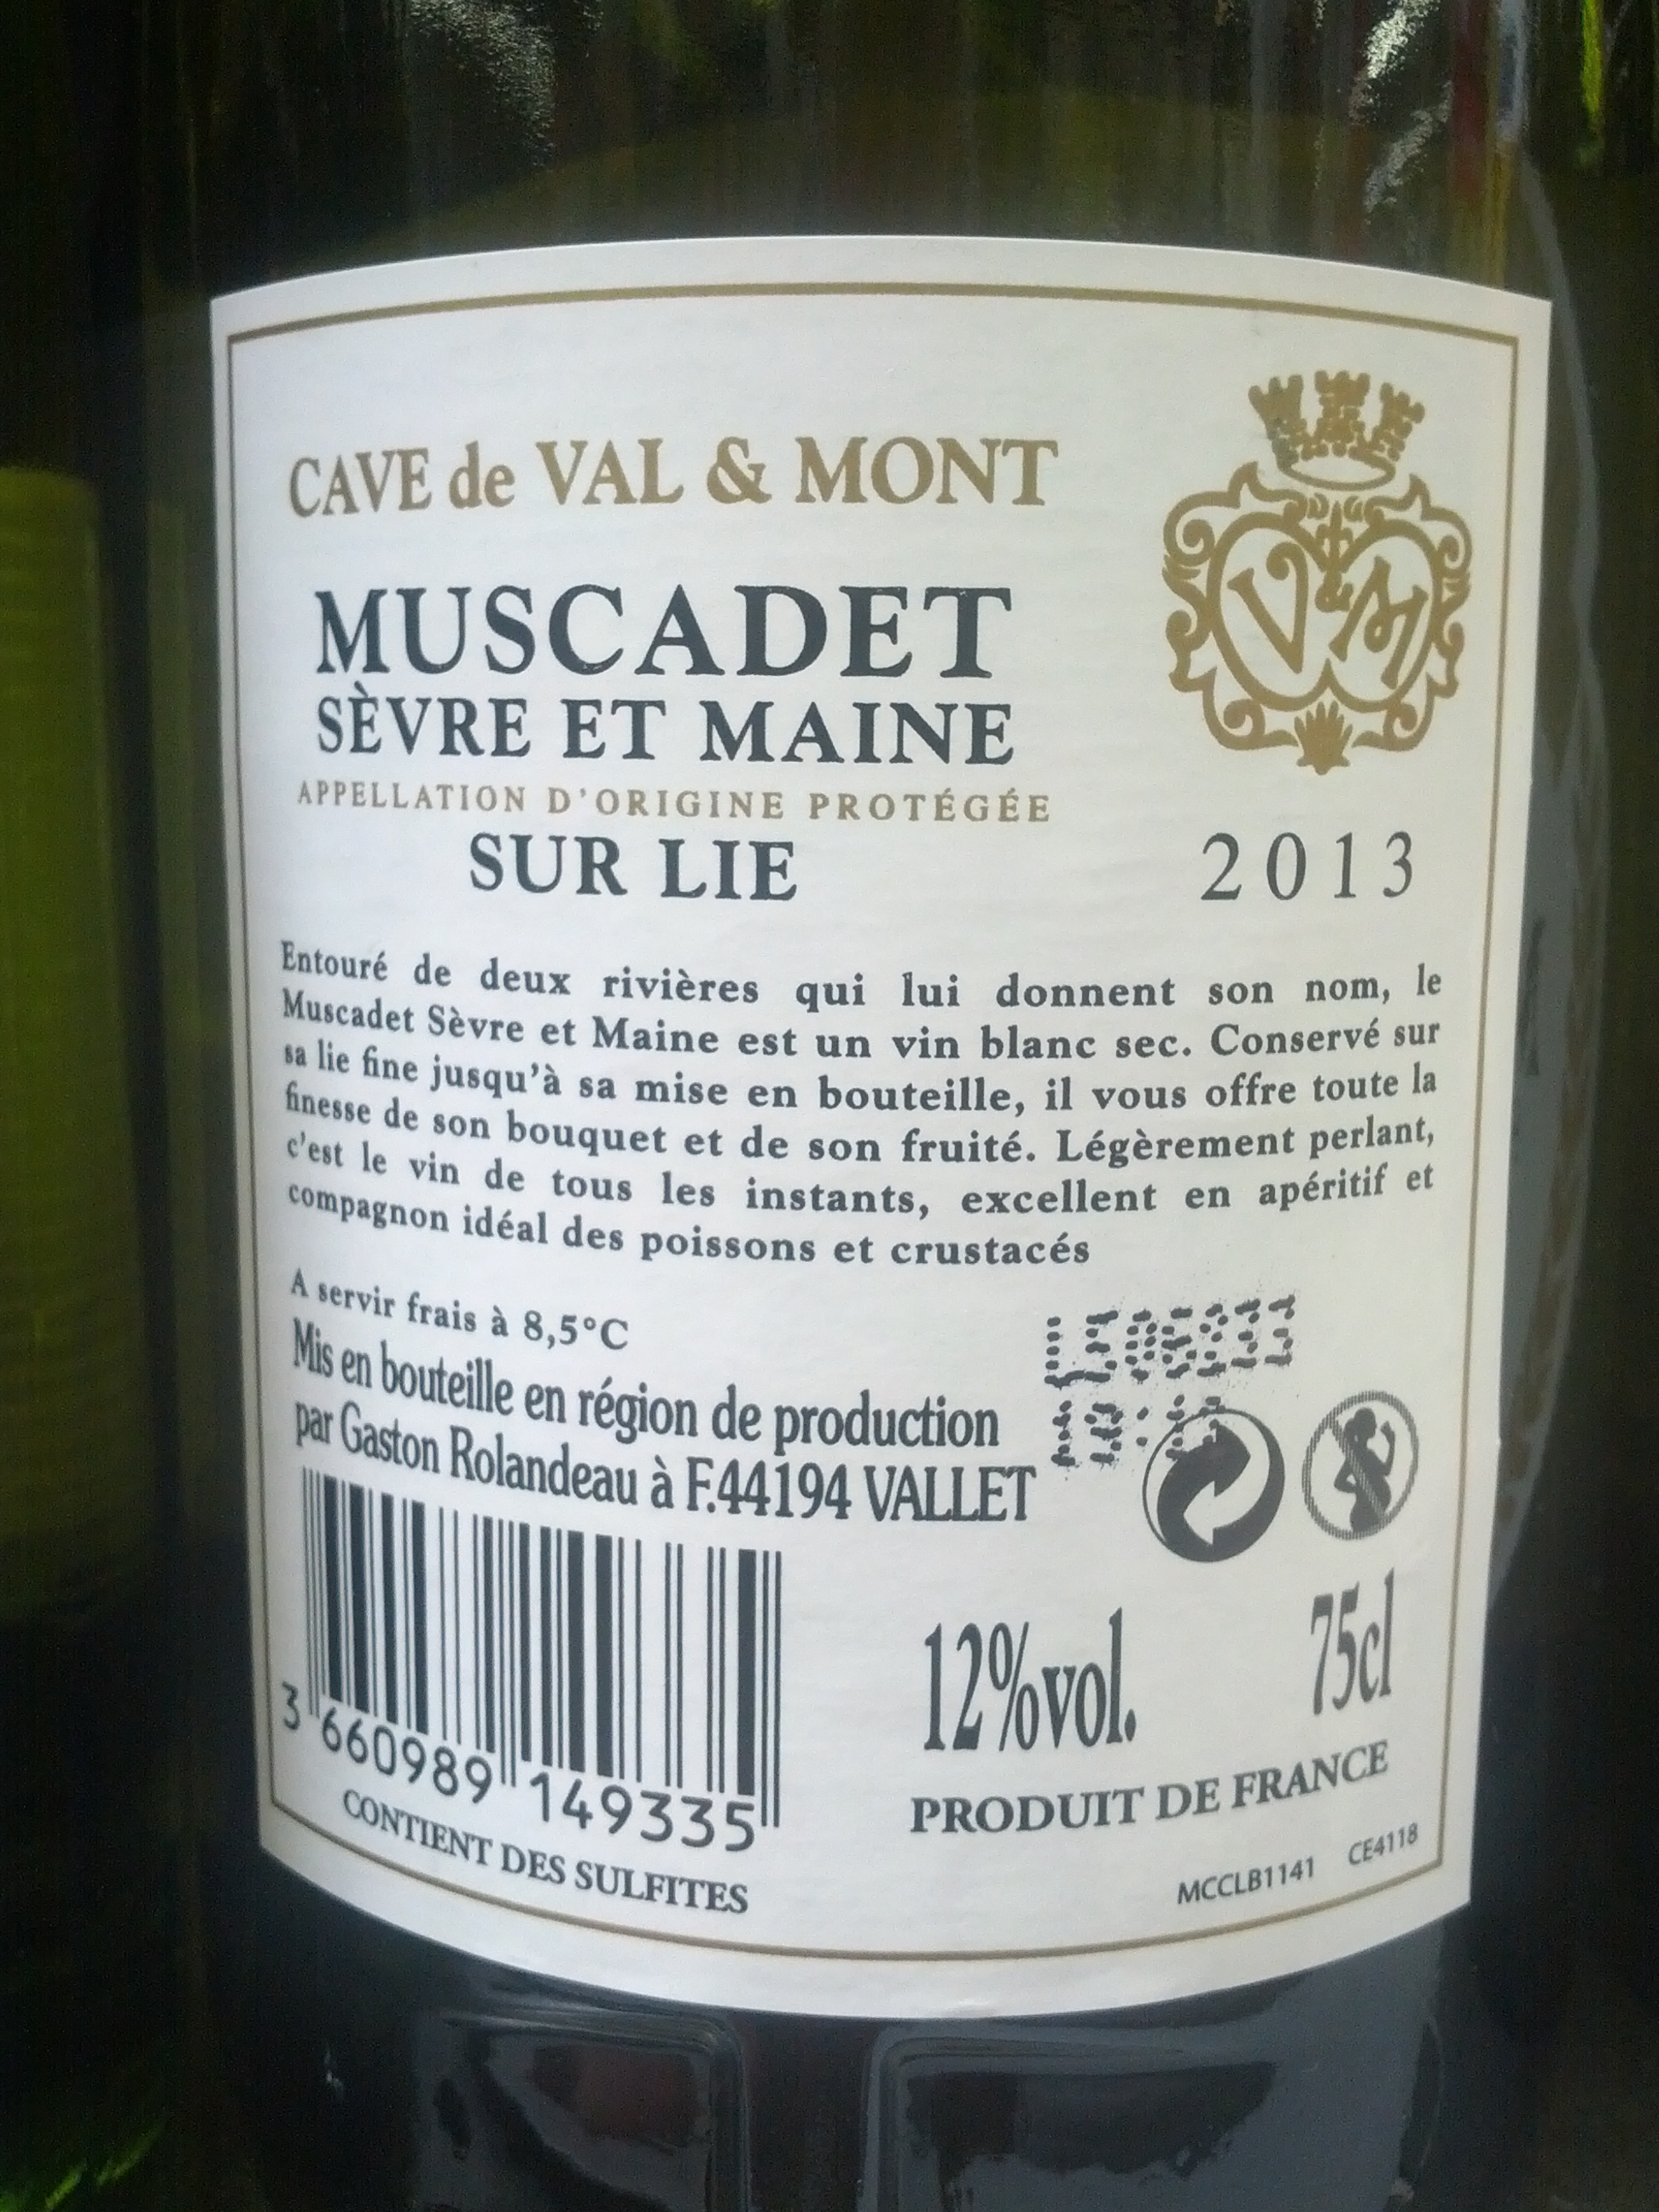 CAVE de VAL & MONT
V&M
MUSCADET
SÈVRE ET MAINE
APPELLATION D'ORIGINE PROTÉGÉE
SUR LIE 2013
Entouré de deux rivières qui lui donnent son nom, le
Muscadet Sèvre et Maine est un vin blanc sec. Conservé sur
sa lie fine jusqu'à sa mise en bouteille, il vous offre toute la
finesse de son bouquet et de son fruité. Légèrement perlant,
c'est le vin de tous les instants, excellent en apéritif et
compagnon idéal des poissons et crustacés
A servir frais à 8,5°C
Mis en bouteille en région de production
par Gaston Rolandeau à F.44194 VALLET
12%vol. 75cl
3 660989 149335
PRODUIT DE FRANCE
CONTIENT DES SULFITES
MCCLB1141 CE4118